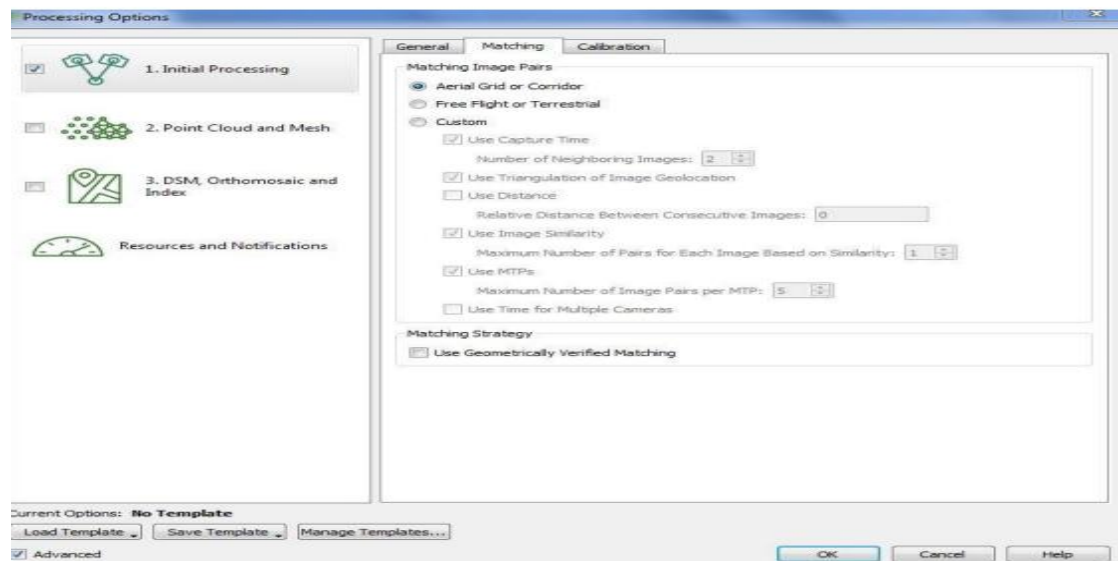 Processing Options
1. Initial Processing
2. Point Cloud and Mesh
3. DSM, Orthomosaic and
Index
Resources and Notifications
General Matching Calibration
Matching Image Pairs
Aerial Grid or Corridor
Free Flight or Terrestrial
Custom
Use Capture Time
Number of Neighboring Images: 2
Use Triangulation of Image Geolocation
Use Distance
Relative Distance Between Consecutive Images: 0
Use Image Similarity
Maximum Number of Pairs for Each Image Based on Similarity: 1
Use MTPs
Maximum Number of Image Pairs per MTP: 5
Use Time for Multiple Cameras
Matching Strategy
Use Geometrically Verified Matching
Current Options: No Template
Load Template Save Template Manage Templates...
Advanced OK Cancel Help